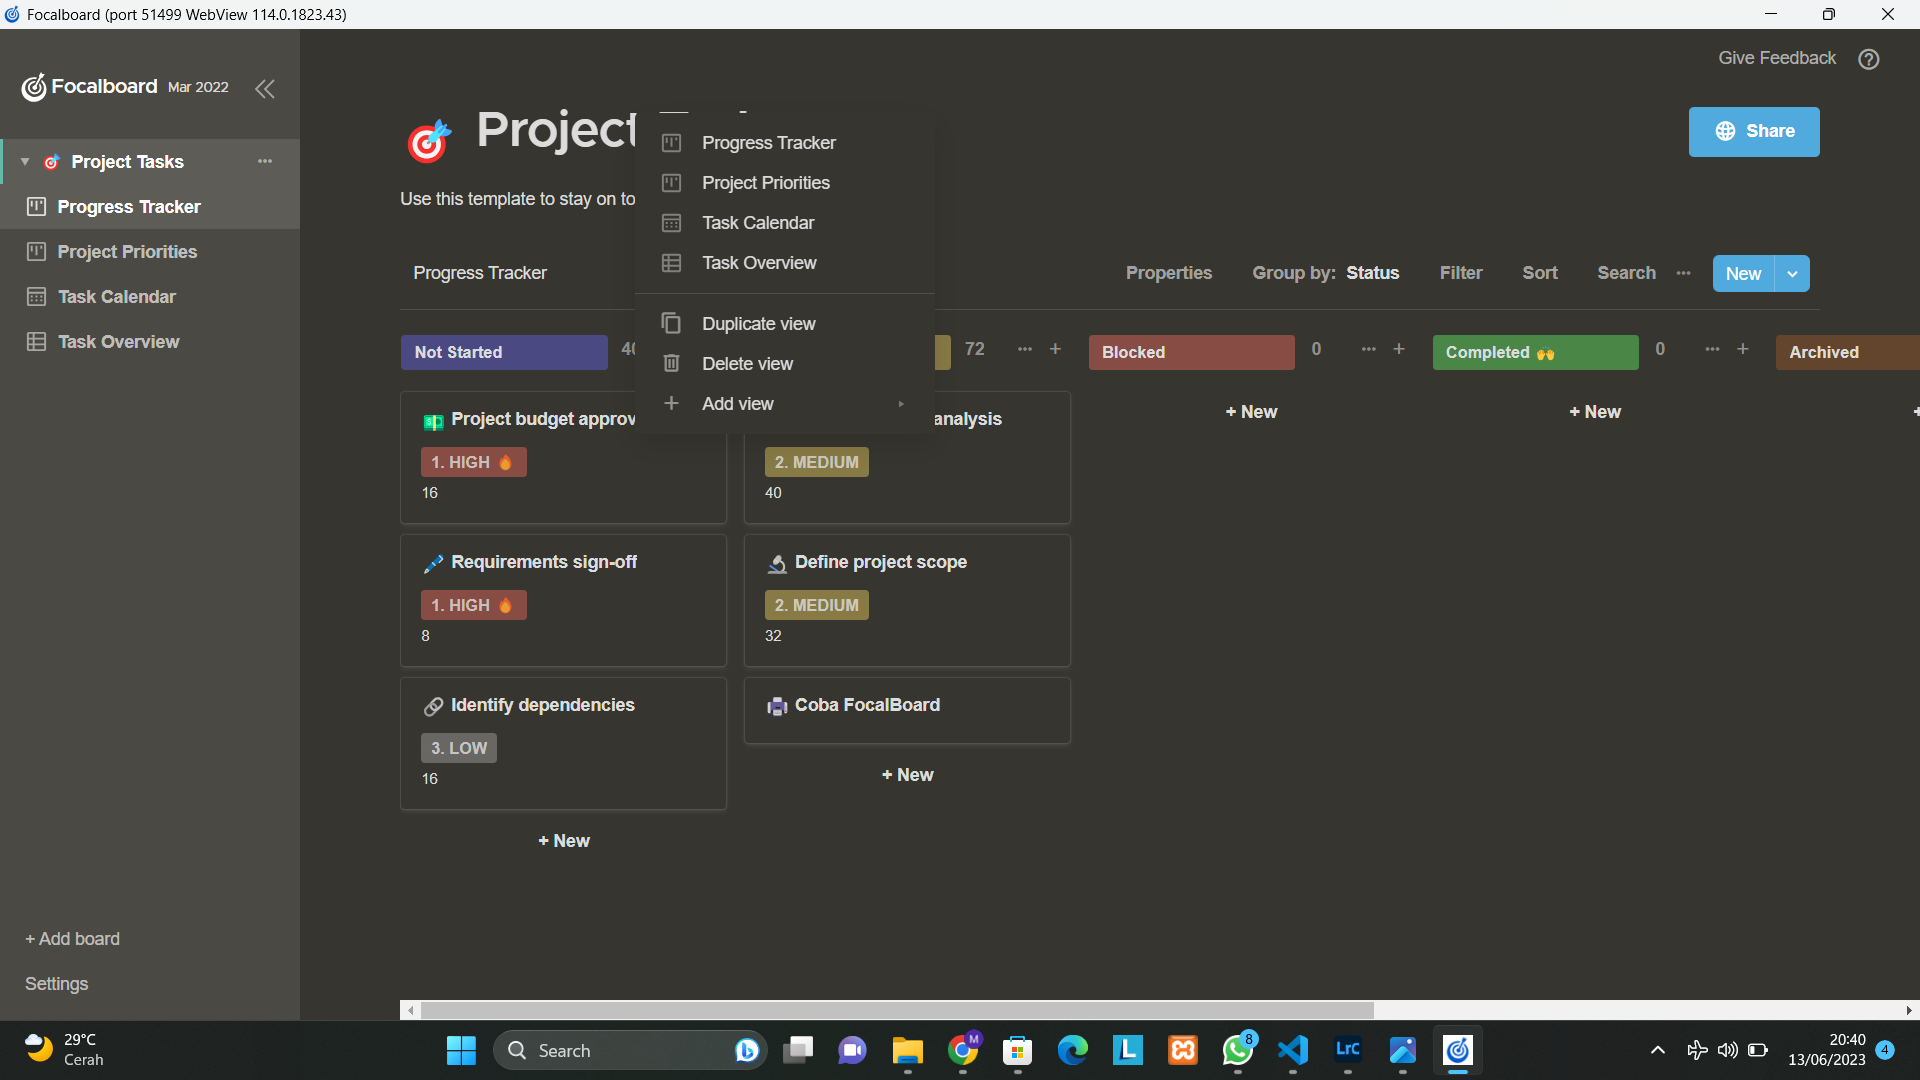 Focalboard (port 51499 WebView 114.0.1823.43)
Give Feedback
Focalboard Mar 2022
Project Tasks
Progress Tracker
Project Priorities
Task Calendar
Task Overview
+ Add board
Settings
Project
Share
Use this template to stay on to
Progress Tracker
Properties Group by: Status Filter Sort Search New
Progress Tracker
Project Priorities
Task Calendar
Task Overview
Duplicate view
Delete view
Add view
Not Started
72
Blocked 0
Completed 🙌 0
Archived
Project budget approv
1. HIGH 🔥
16
Requirements sign-off
1. HIGH 🔥
8
Identify dependencies
3. LOW
16
+ New
analysis
2. MEDIUM
40
Define project scope
2. MEDIUM
32
Coba FocalBoard
+ New
+ New
+ New
29°C
Cerah
Search
M
L
8
LrC
20:40
13/06/2023
4